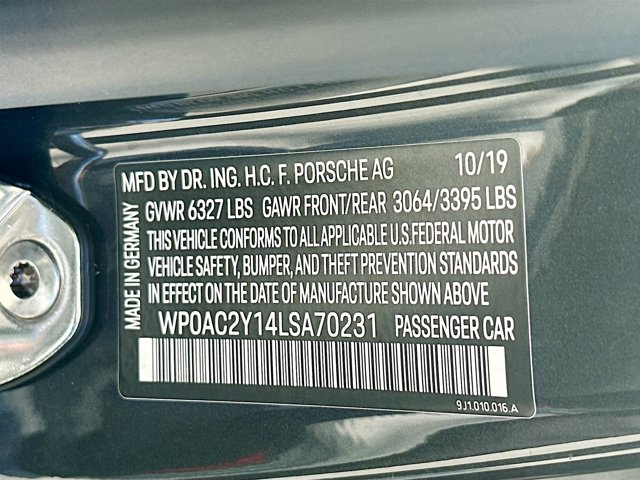 MFD BY DR. ING. H.C. F. PORSCHE AG 10/19
GVWR 6327 LBS GAWR FRONT/REAR 3064/3395 LBS
THIS VEHICLE CONFORMS TO ALL APPLICABLE U.S.FEDERAL MOTOR
VEHICLE SAFETY, BUMPER, AND THEFT PREVENTION STANDARDS
IN EFFECT ON THE DATE OF MANUFACTURE SHOWN ABOVE
WP0AC2Y14LSA70231 PASSENGER CAR
MADE IN GERMANY
9J1.010.016.A